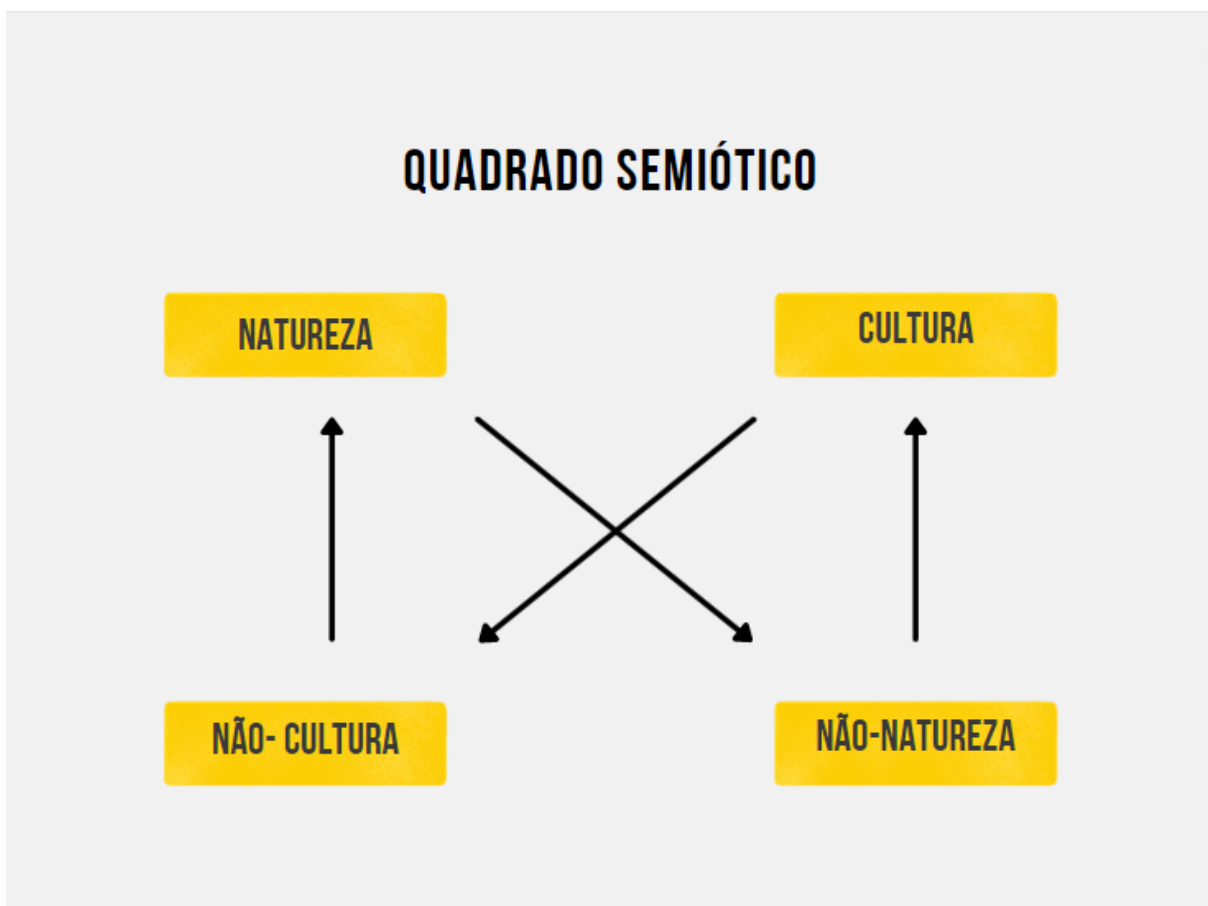 QUADRADO SEMIÓTICO
NATUREZA
CULTURA
NÃO- CULTURA
NÃO-NATUREZA